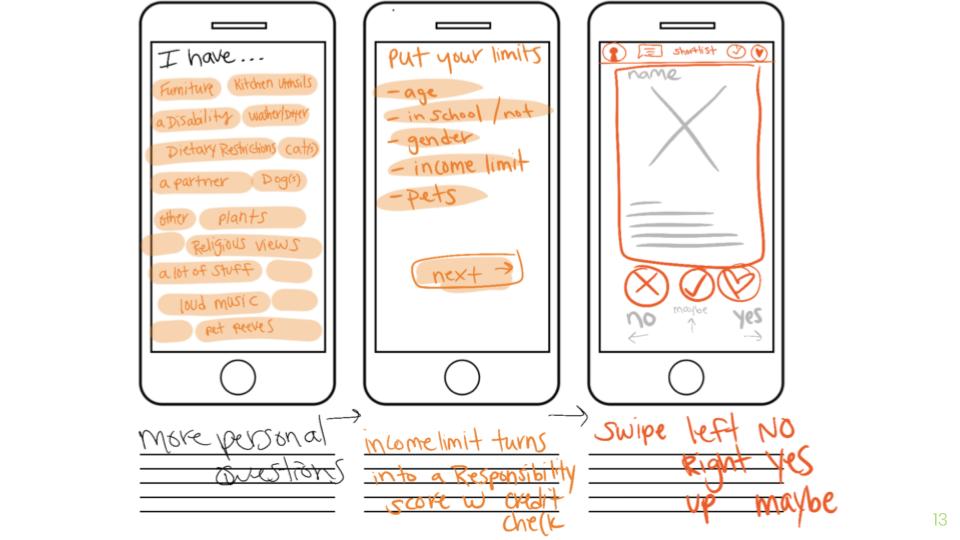 I have...
Furniture Kitchen Utensils
a Disability washer/Dryer
Dietary Restrictions cat(s)
a partner Dog(s)
other plants
Religious views
a lot of stuff
loud music
pet peeves
more personal
questions
put your limits
- age
- in school / not
- gender
- income limit
- pets
next →
income limit turns
into a Responsibility
score w credit
check
shortlist
name
no maybe yes
← ↑ →
swipe left NO
Right Yes
up maybe
13